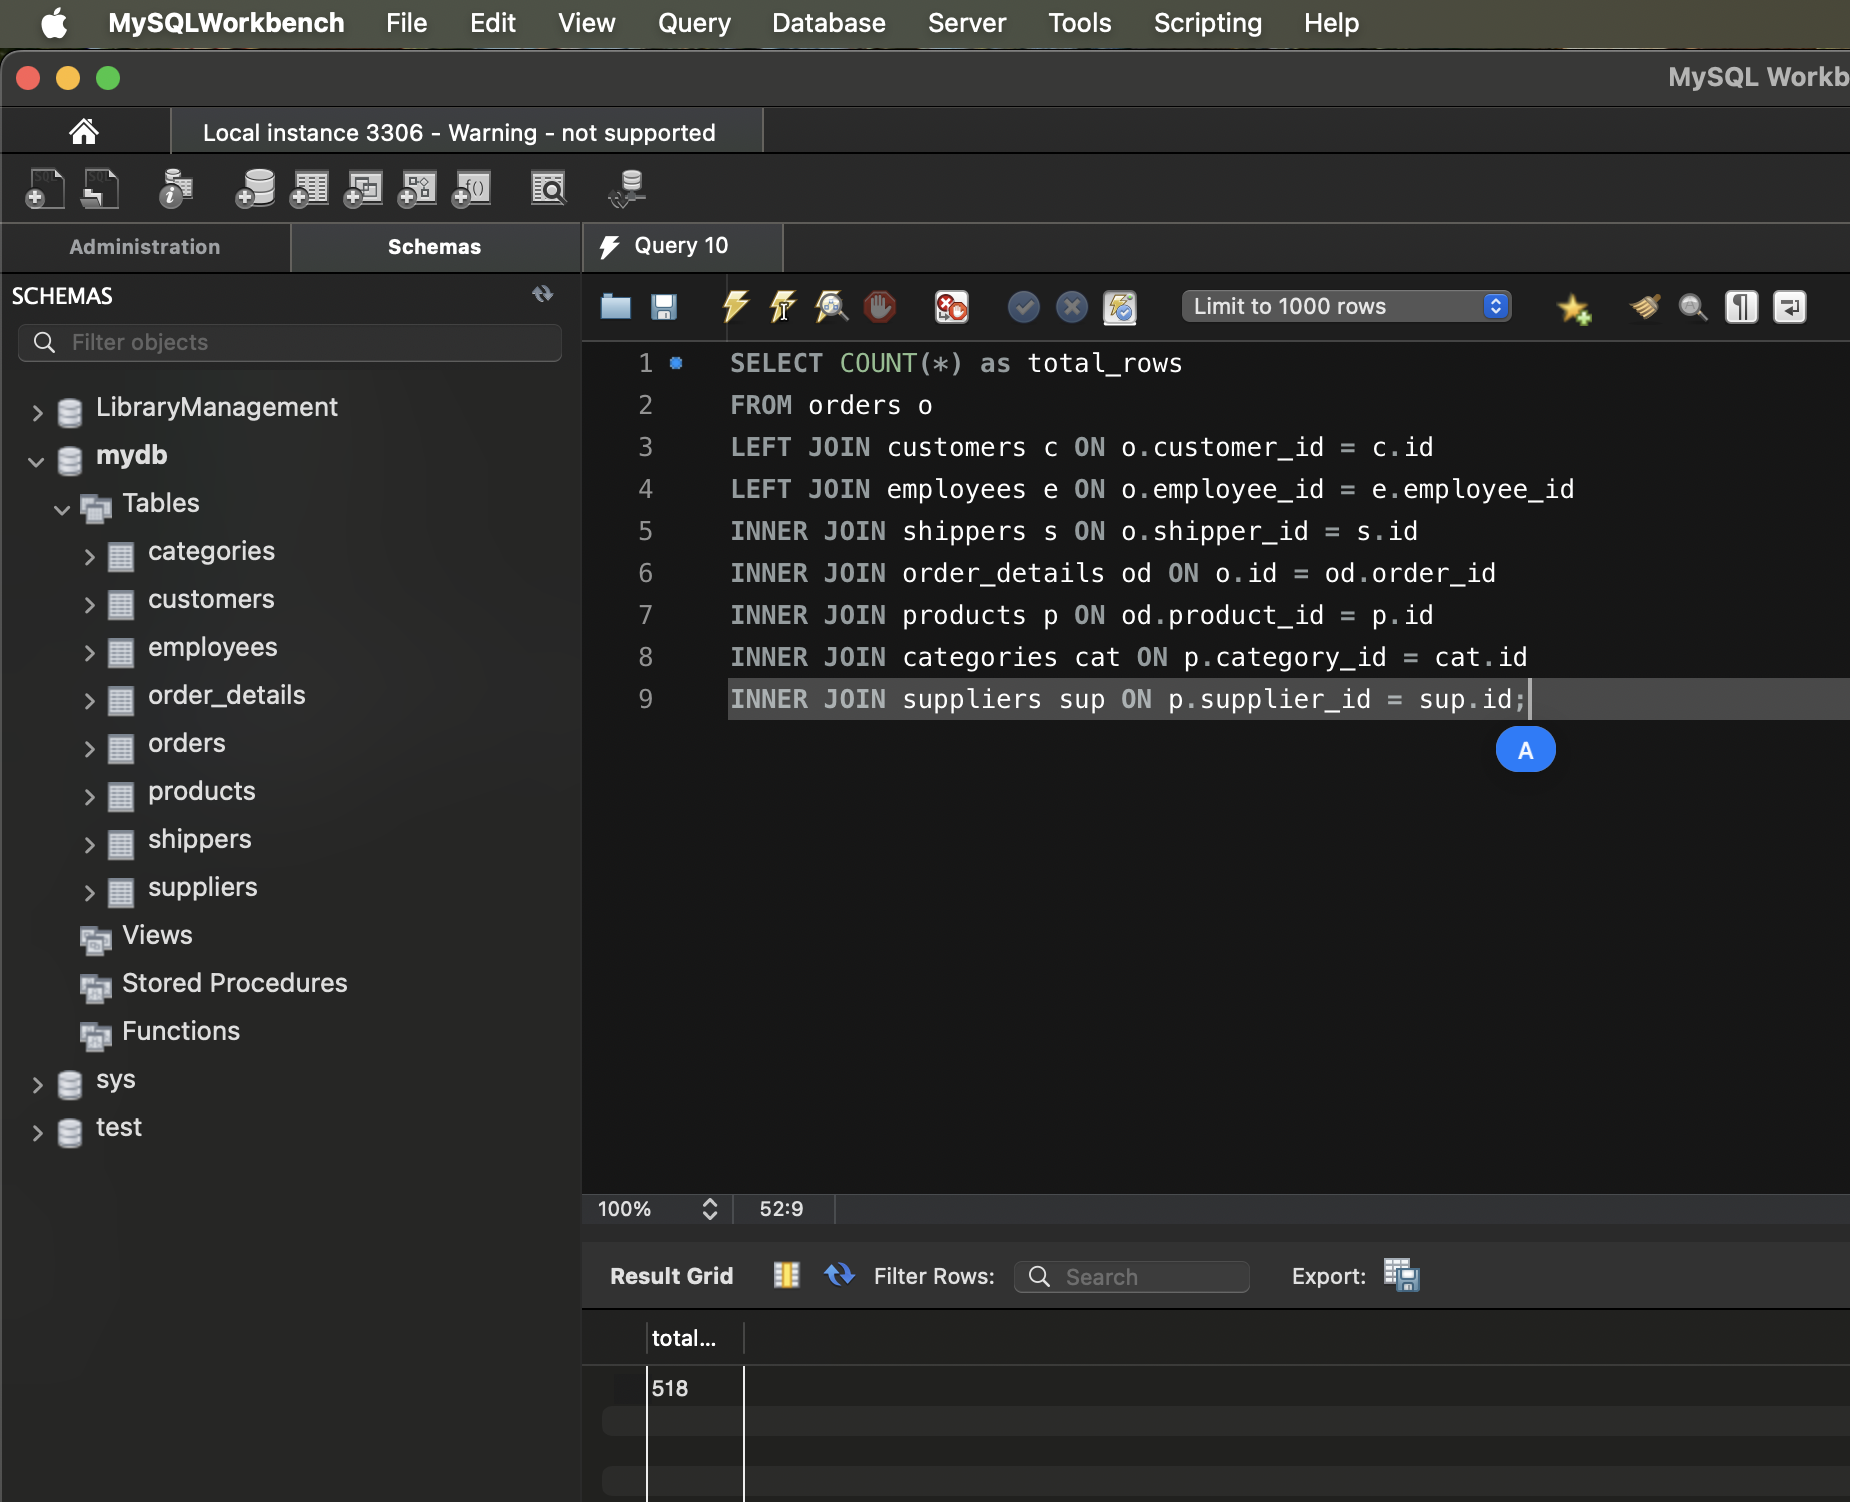 MySQLWorkbench File Edit View Query Database Server Tools Scripting Help
MySQL Workb
Local instance 3306 - Warning - not supported
Administration
Schemas
Query 10
SCHEMAS
Filter objects
LibraryManagement
mydb
Tables
categories
customers
employees
order_details
orders
products
shippers
suppliers
Views
Stored Procedures
Functions
sys
test
Limit to 1000 rows
1 SELECT COUNT(*) as total_rows
2 FROM orders o
3 LEFT JOIN customers c ON o.customer_id = c.id
4 LEFT JOIN employees e ON o.employee_id = e.employee_id
5 INNER JOIN shippers s ON o.shipper_id = s.id
6 INNER JOIN order_details od ON o.id = od.order_id
7 INNER JOIN products p ON od.product_id = p.id
8 INNER JOIN categories cat ON p.category_id = cat.id
9 INNER JOIN suppliers sup ON p.supplier_id = sup.id;
A
100% 52:9
Result Grid Filter Rows: Search Export:
total...
518